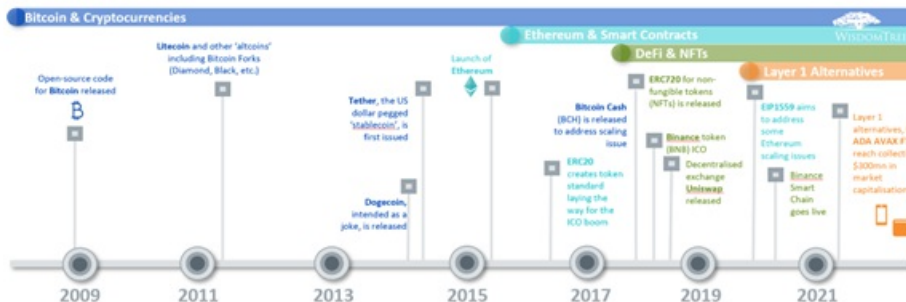 Bitcoin & Cryptocurrencies
WISDOMTREE
Ethereum & Smart Contracts
DeFi & NFTs
Layer 1 Alternatives
Open-source code
for Bitcoin released
Litecoin and other 'altcoins'
including Bitcoin Forks
(Diamond, Black, etc.)
Tether, the US
dollar pegged
'stablecoin', is
first issued
Dogecoin,
intended as a
joke, is released
Launch of
Ethereum
ERC20
creates token
standard
laying the
way for the
ICO boom
Bitcoin Cash
(BCH) is released
to address scaling
issue
ERC720 for non-
fungible tokens
(NFTs) is released
Binance token
(BNB) ICO
Decentralised
exchange
Uniswap
released
EIP1559 aims
to address
some
Ethereum
scaling issues
Binance
Smart
Chain
goes live
Layer 1
alternatives,
ADA AVAX
reach
$300mn in
market
capitalisation
2009
2011
2013
2015
2017
2019
2021